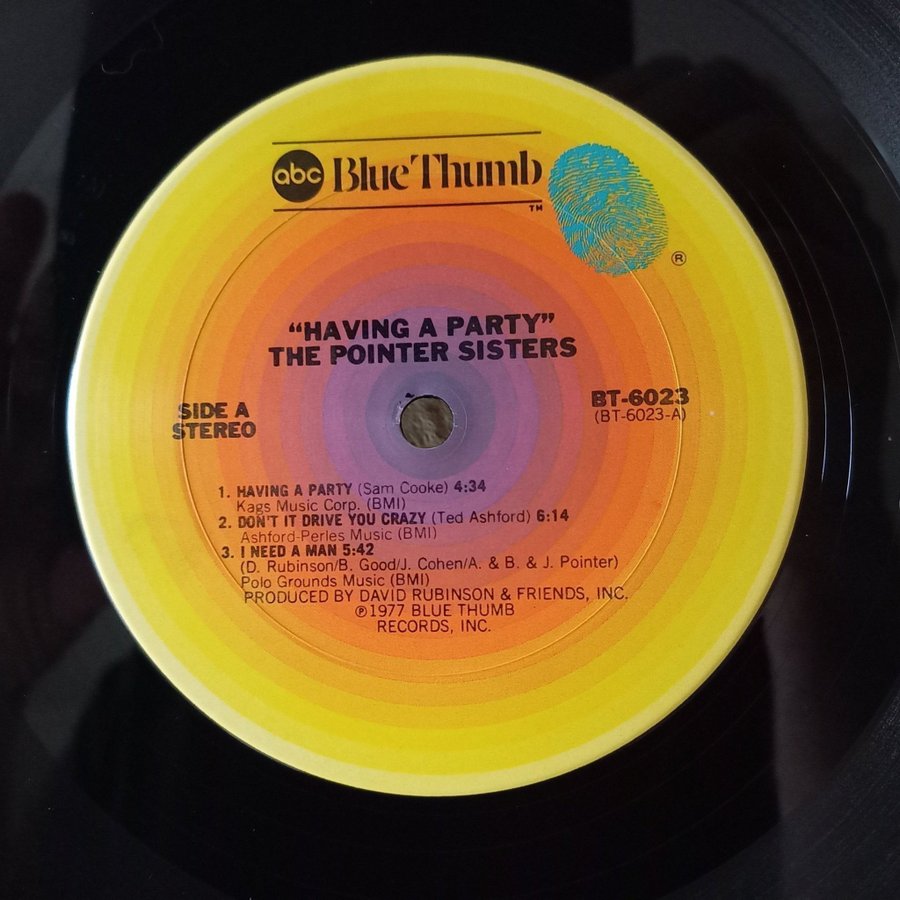 abc Blue Thumb
TM
®
"HAVING A PARTY"
THE POINTER SISTERS
SIDE A
STEREO
BT-6023
(BT-6023-A)
1. HAVING A PARTY (Sam Cooke) 4:34
Kags Music Corp. (BMI)
2. DON'T IT DRIVE YOU CRAZY (Ted Ashford) 6:14
Ashford-Perles Music (BMI)
3. I NEED A MAN 5:42
(D. Rubinson/B. Good/J. Cohen/A. & B. & J. Pointer)
Polo Grounds Music (BMI)
PRODUCED BY DAVID RUBINSON & FRIENDS, INC.
℗1977 BLUE THUMB
RECORDS, INC.